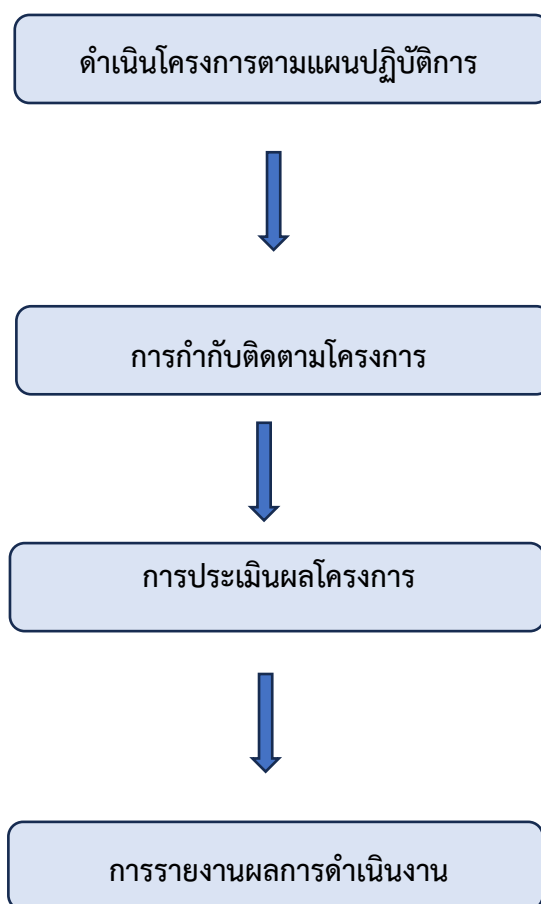 ดำเนินโครงการตามแผนปฏิบัติการ
การกำกับติดตามโครงการ
การประเมินผลโครงการ
การรายงานผลการดำเนินงาน